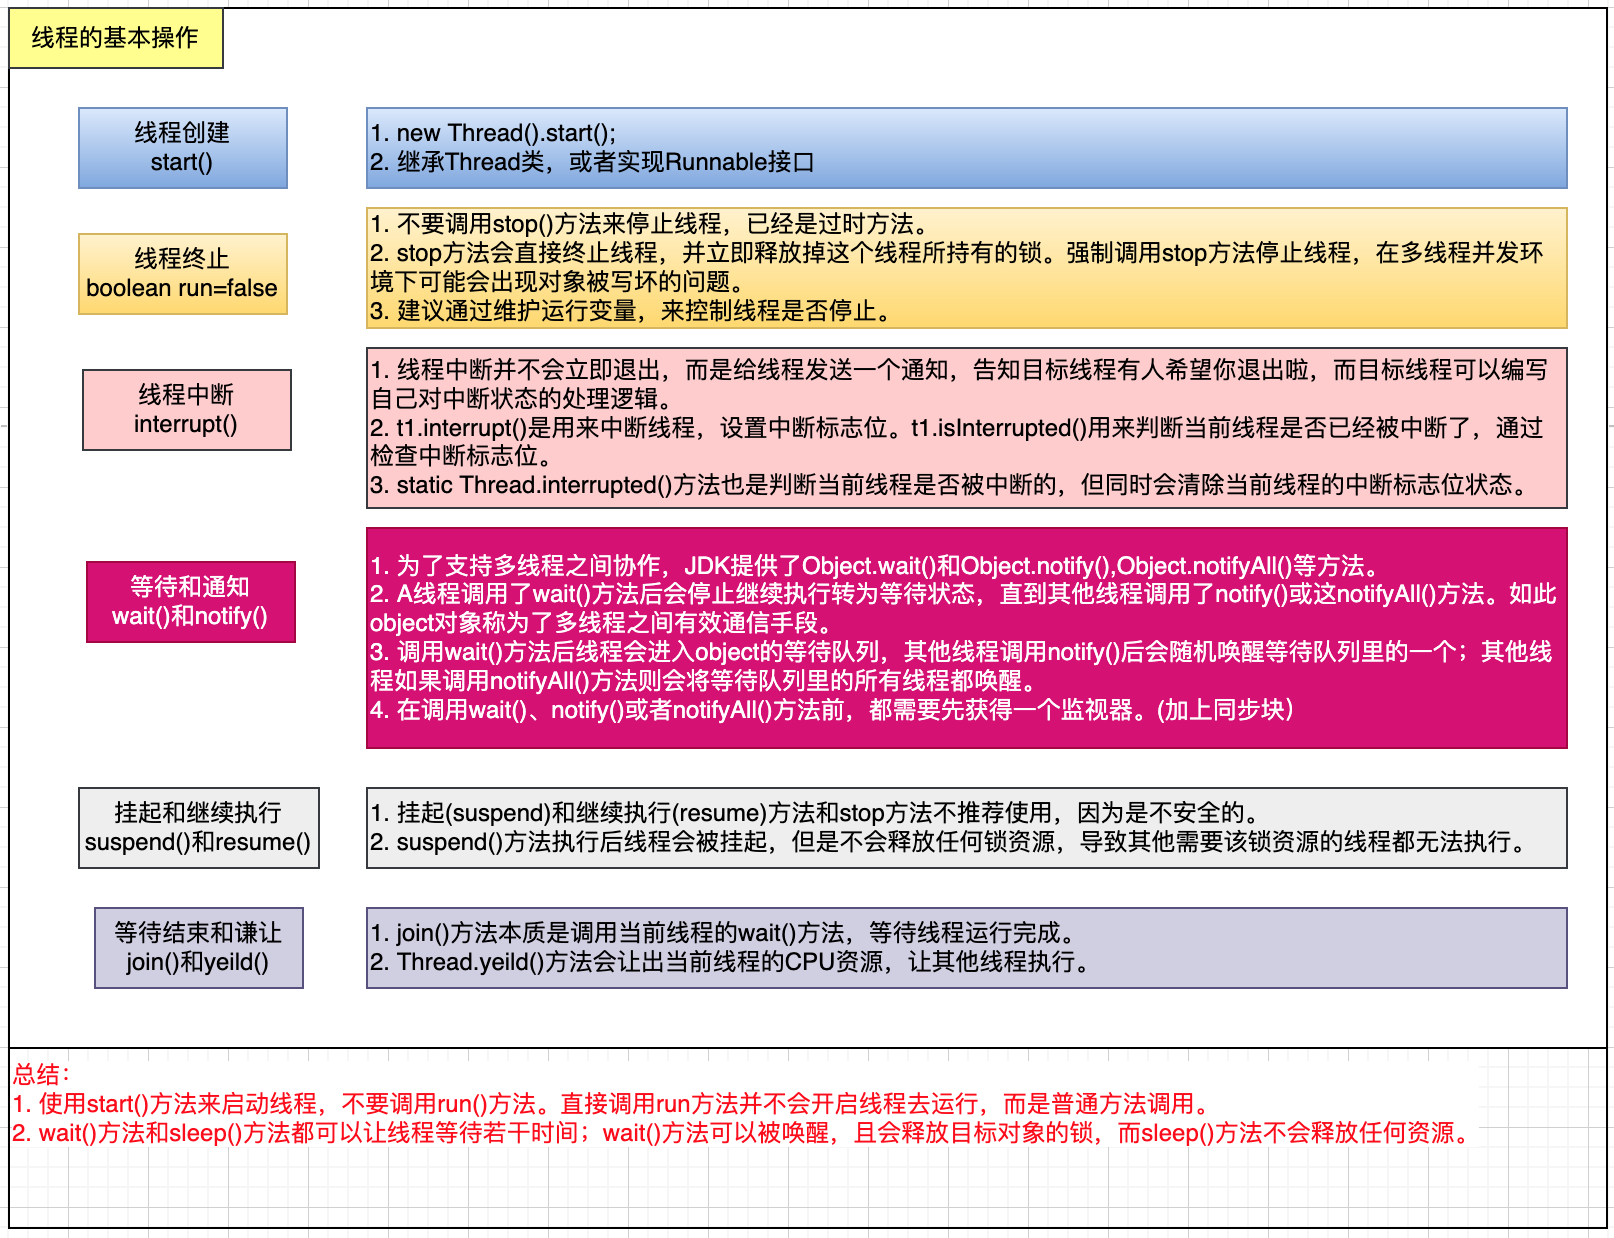 线程的基本操作
线程创建
start()
1. new Thread().start();
2. 继承Thread类，或者实现Runnable接口
线程终止
boolean run=false
1. 不要调用stop()方法来停止线程，已经是过时方法。
2. stop方法会直接终止线程，并立即释放掉这个线程所持有的锁。强制调用stop方法停止线程，在多线程并发环
境下可能会出现对象被写坏的问题。
3. 建议通过维护运行变量，来控制线程是否停止。
线程中断
interrupt()
1. 线程中断并不会立即退出，而是给线程发送一个通知，告知目标线程有人希望你退出啦，而目标线程可以编写
自己对中断状态的处理逻辑。
2. t1.interrupt()是用来中断线程，设置中断标志位。t1.isInterrupted()用来判断当前线程是否已经被中断了，通过
检查中断标志位。
3. static Thread.interrupted()方法也是判断当前线程是否被中断的，但同时会清除当前线程的中断标志位状态。
等待和通知
wait()和notify()
1. 为了支持多线程之间协作，JDK提供了Object.wait()和Object.notify(),Object.notifyAll()等方法。
2. A线程调用了wait()方法后会停止继续执行转为等待状态，直到其他线程调用了notify()或这notifyAll()方法。如此
object对象称为了多线程之间有效通信手段。
3. 调用wait()方法后线程会进入object的等待队列，其他线程调用notify()后会随机唤醒等待队列里的一个；其他线
程如果调用notifyAll()方法则会将等待队列里的所有线程都唤醒。
4. 在调用wait()、notify()或者notifyAll()方法前，都需要先获得一个监视器。(加上同步块）
挂起和继续执行
suspend()和resume()
1. 挂起(suspend)和继续执行(resume)方法和stop方法不推荐使用，因为是不安全的。
2. suspend()方法执行后线程会被挂起，但是不会释放任何锁资源，导致其他需要该锁资源的线程都无法执行。
等待结束和谦让
join()和yeild()
1. join()方法本质是调用当前线程的wait()方法，等待线程运行完成。
2. Thread.yeild()方法会让出当前线程的CPU资源，让其他线程执行。
总结：
1. 使用start()方法来启动线程，不要调用run()方法。直接调用run方法并不会开启线程去运行，而是普通方法调用。
2. wait()方法和sleep()方法都可以让线程等待若干时间；wait()方法可以被唤醒，且会释放目标对象的锁，而sleep()方法不会释放任何资源。